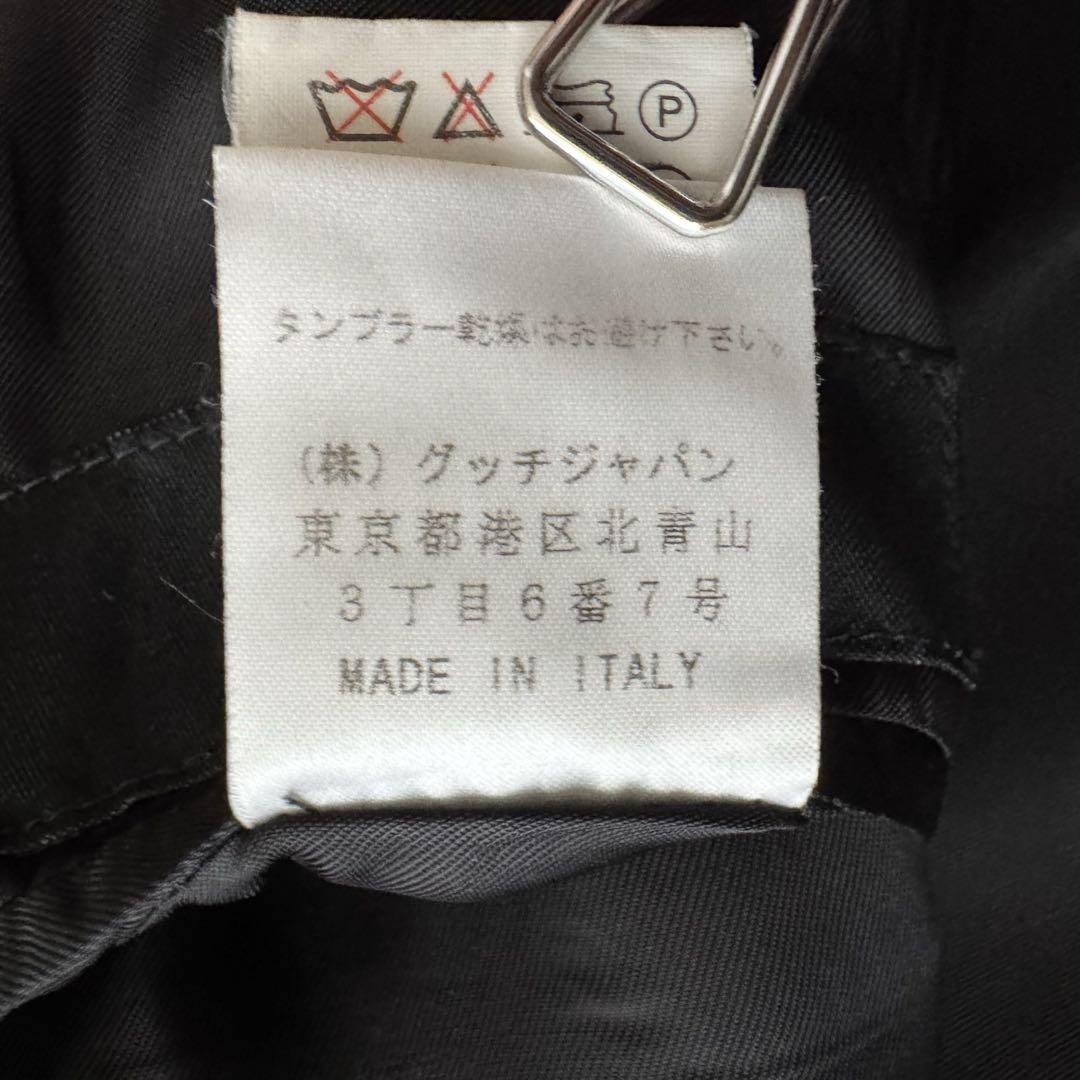 P
タンブラー乾燥はお避け下さい。
(株) グッチジャパン
東京都港区北青山
3丁目6番7号
MADE IN ITALY